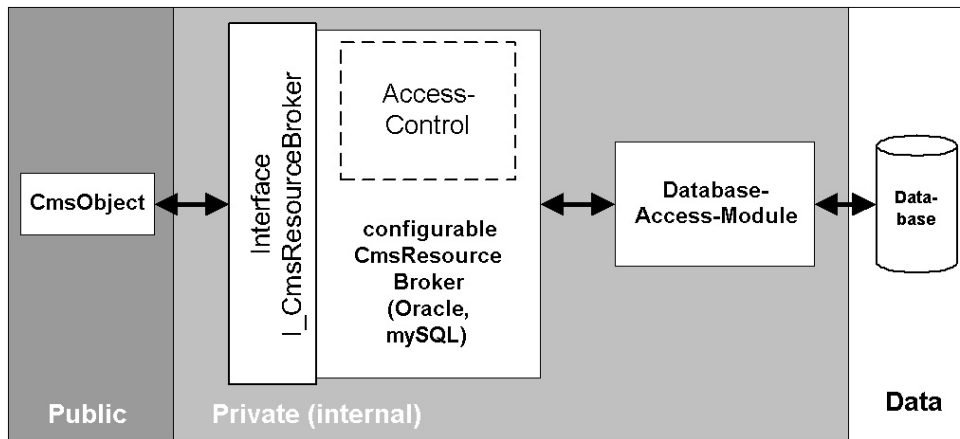 CmsObject
Interface
I_CmsResourceBroker
Access-
Control
configurable
CmsResource
Broker
(Oracle,
mySQL)
Database-
Access-Module
Data-
base
Public
Private (internal)
Data